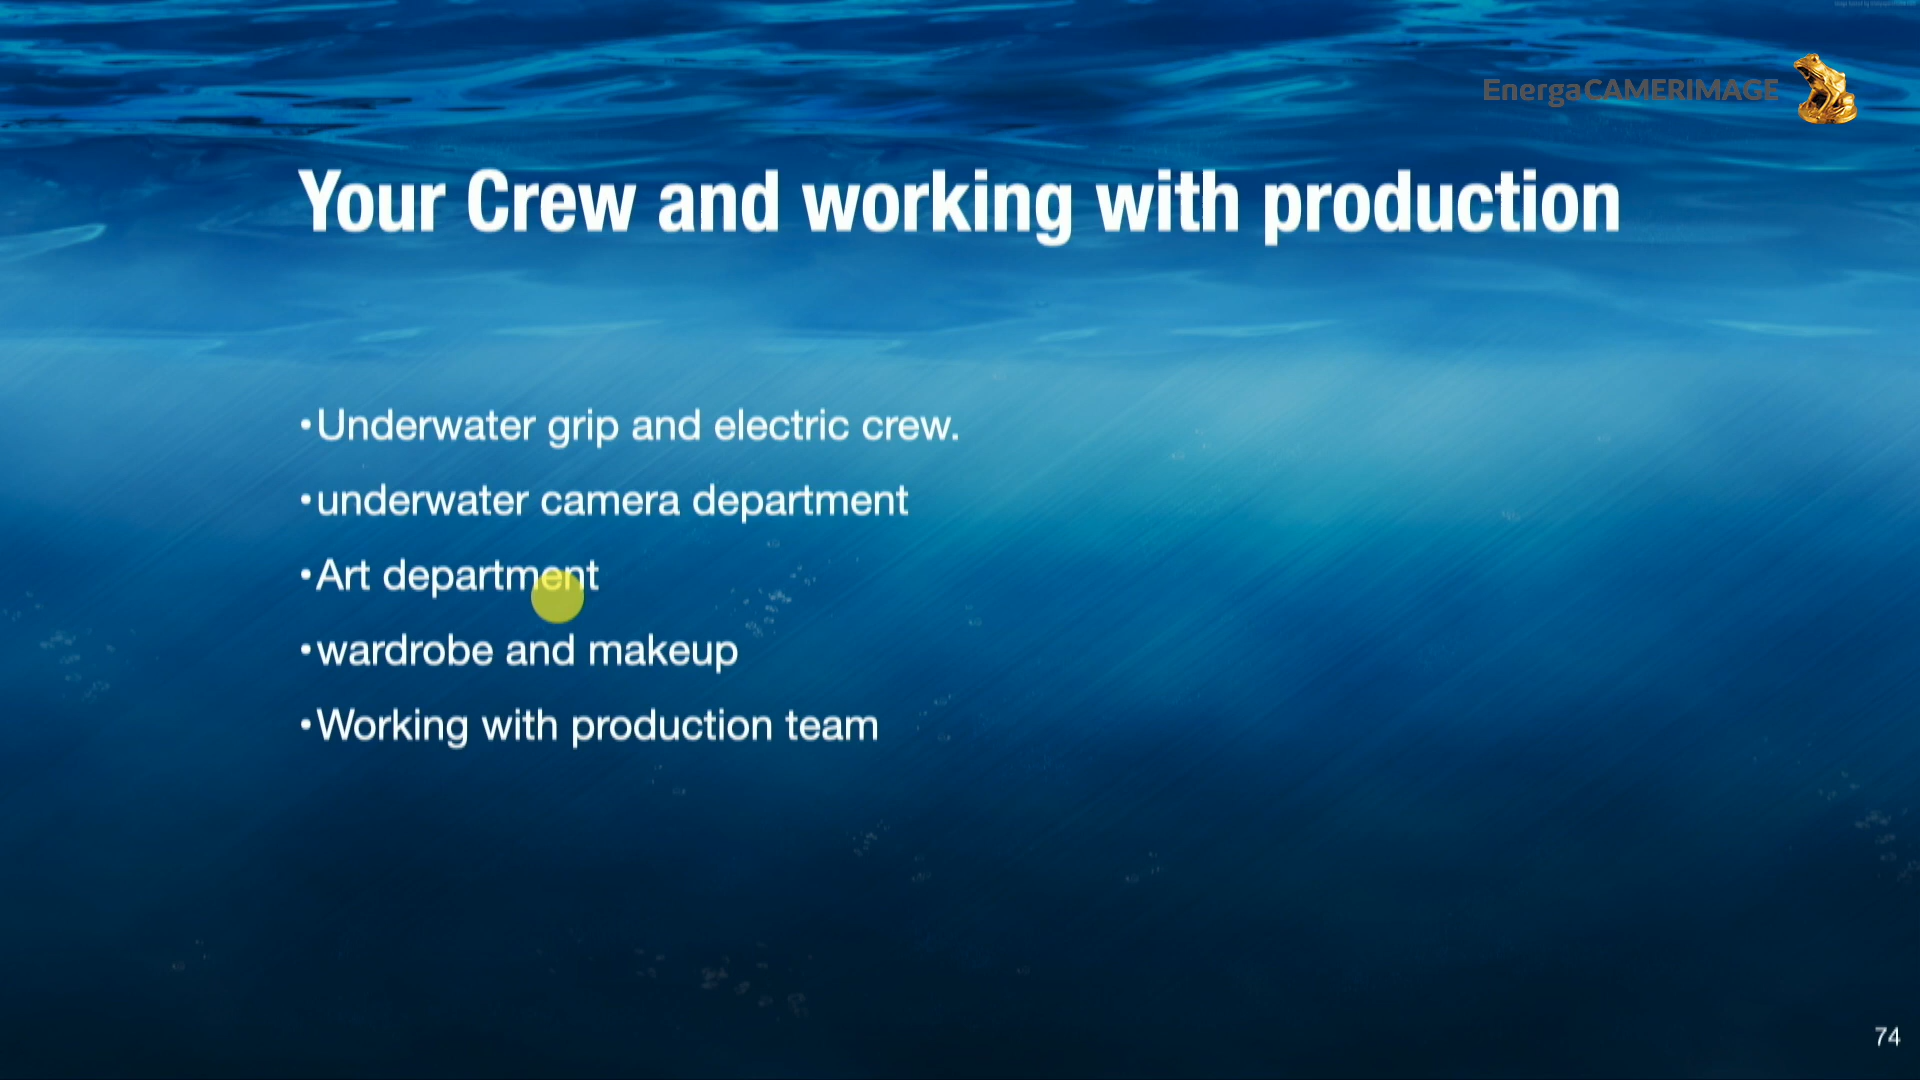 EnergaCAMERIMAGE
Your Crew and working with production
•Underwater grip and electric crew.
•underwater camera department
•Art department
•wardrobe and makeup
•Working with production team
74